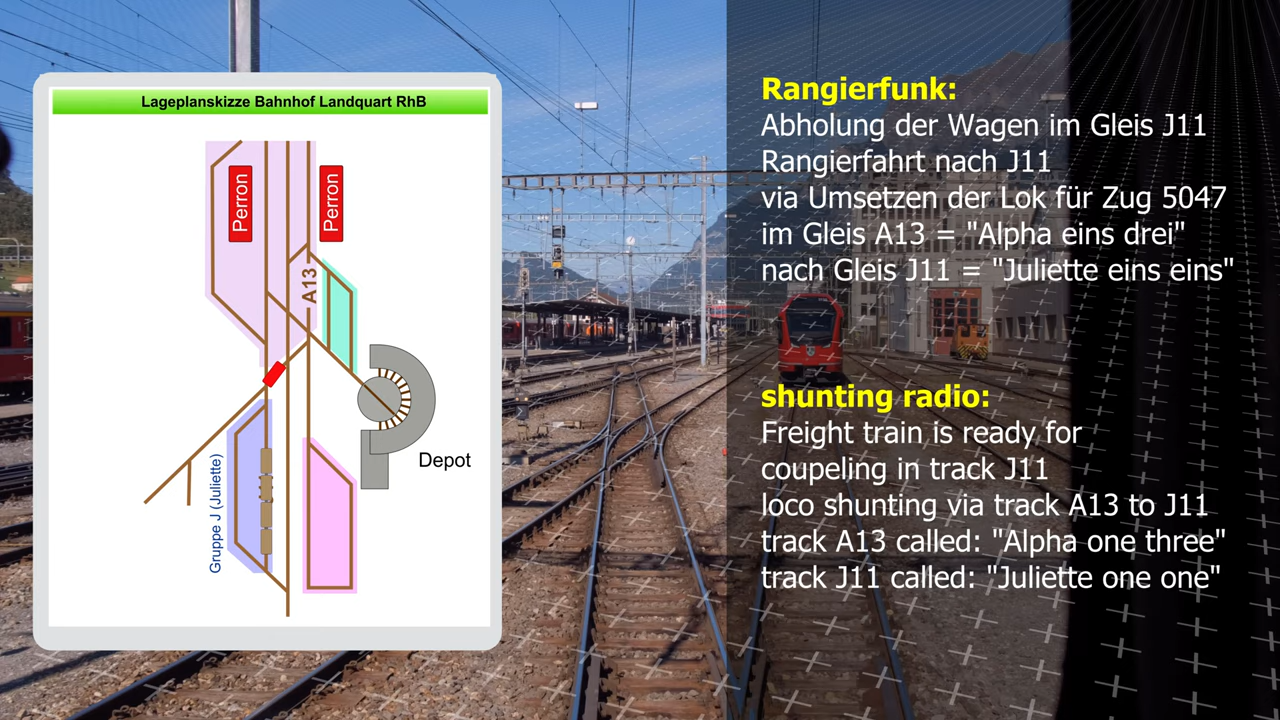 Lageplanskizze Bahnhof Landquart RhB
Perron
Perron
A13
Depot
Gruppe J (Juliette)
Rangierfunk:
Abholung der Wagen im Gleis J11
Rangierfahrt nach J11
via Umsetzen der Lok für Zug 5047
im Gleis A13 = "Alpha eins drei"
nach Gleis J11 = "Juliette eins eins"
shunting radio:
Freight train is ready for
coupeling in track J11
loco shunting via track A13 to J11
track A13 called: "Alpha one three"
track J11 called: "Juliette one one"